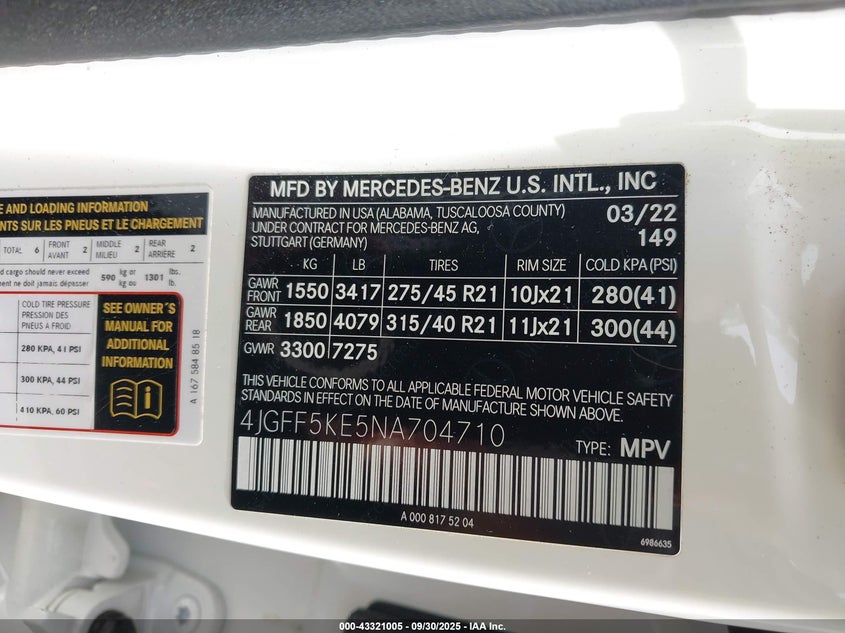 E AND LOADING INFORMATION
NTS SUR LES PNEUS ET LE CHARGEMENT
TOTAL 6 FRONT AVANT 2 MIDDLE MILIEU 2 REAR ARRIÈRE 2
d cargo should never exceed 590 kg or 1301 lbs.
ment ne doit jamais dépasser kg ou lb.
COLD TIRE PRESSURE
PRESSION DES
PNEUS A FROID
280 KPA, 41 PSI
300 KPA, 44 PSI
410 KPA, 60 PSI
SEE OWNER'S
MANUAL FOR
ADDITIONAL
INFORMATION
A 167 584 85 18
MFD BY MERCEDES-BENZ U.S. INTL., INC
MANUFACTURED IN USA (ALABAMA, TUSCALOOSA COUNTY) 03/22
UNDER CONTRACT FOR MERCEDES-BENZ AG, 149
STUTTGART (GERMANY)
KG LB TIRES RIM SIZE COLD KPA (PSI)
GAWR FRONT 1550 3417 275/45 R21 10Jx21 280(41)
GAWR REAR 1850 4079 315/40 R21 11Jx21 300(44)
GVWR 3300 7275
THIS VEHICLE CONFORMS TO ALL APPLICABLE FEDERAL MOTOR VEHICLE SAFETY
STANDARDS IN EFFECT ON THE DATE OF MANUFACTURE SHOWN ABOVE.
4JGFF5KE5NA704710
TYPE: MPV
A 000 817 52 04
6986635
000-43321005 - 09/30/2025 - IAA Inc.